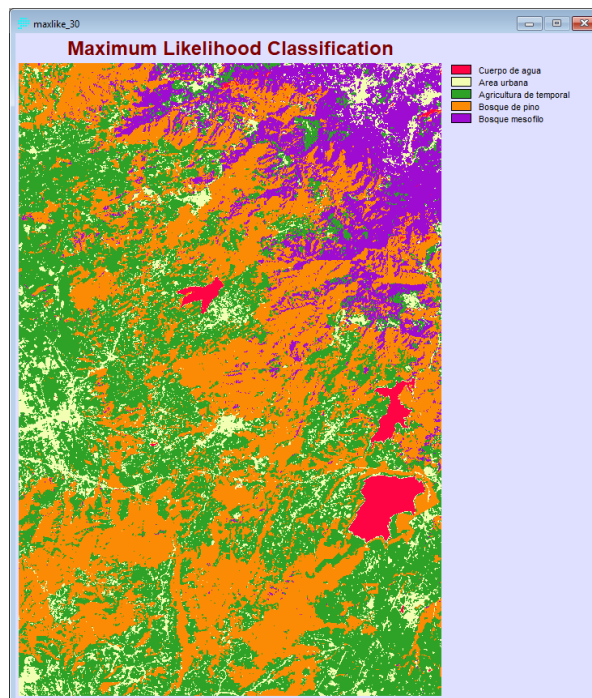 maxlike_30
Maximum Likelihood Classification
Cuerpo de agua
Area urbana
Agricultura de temporal
Bosque de pino
Bosque mesofilo